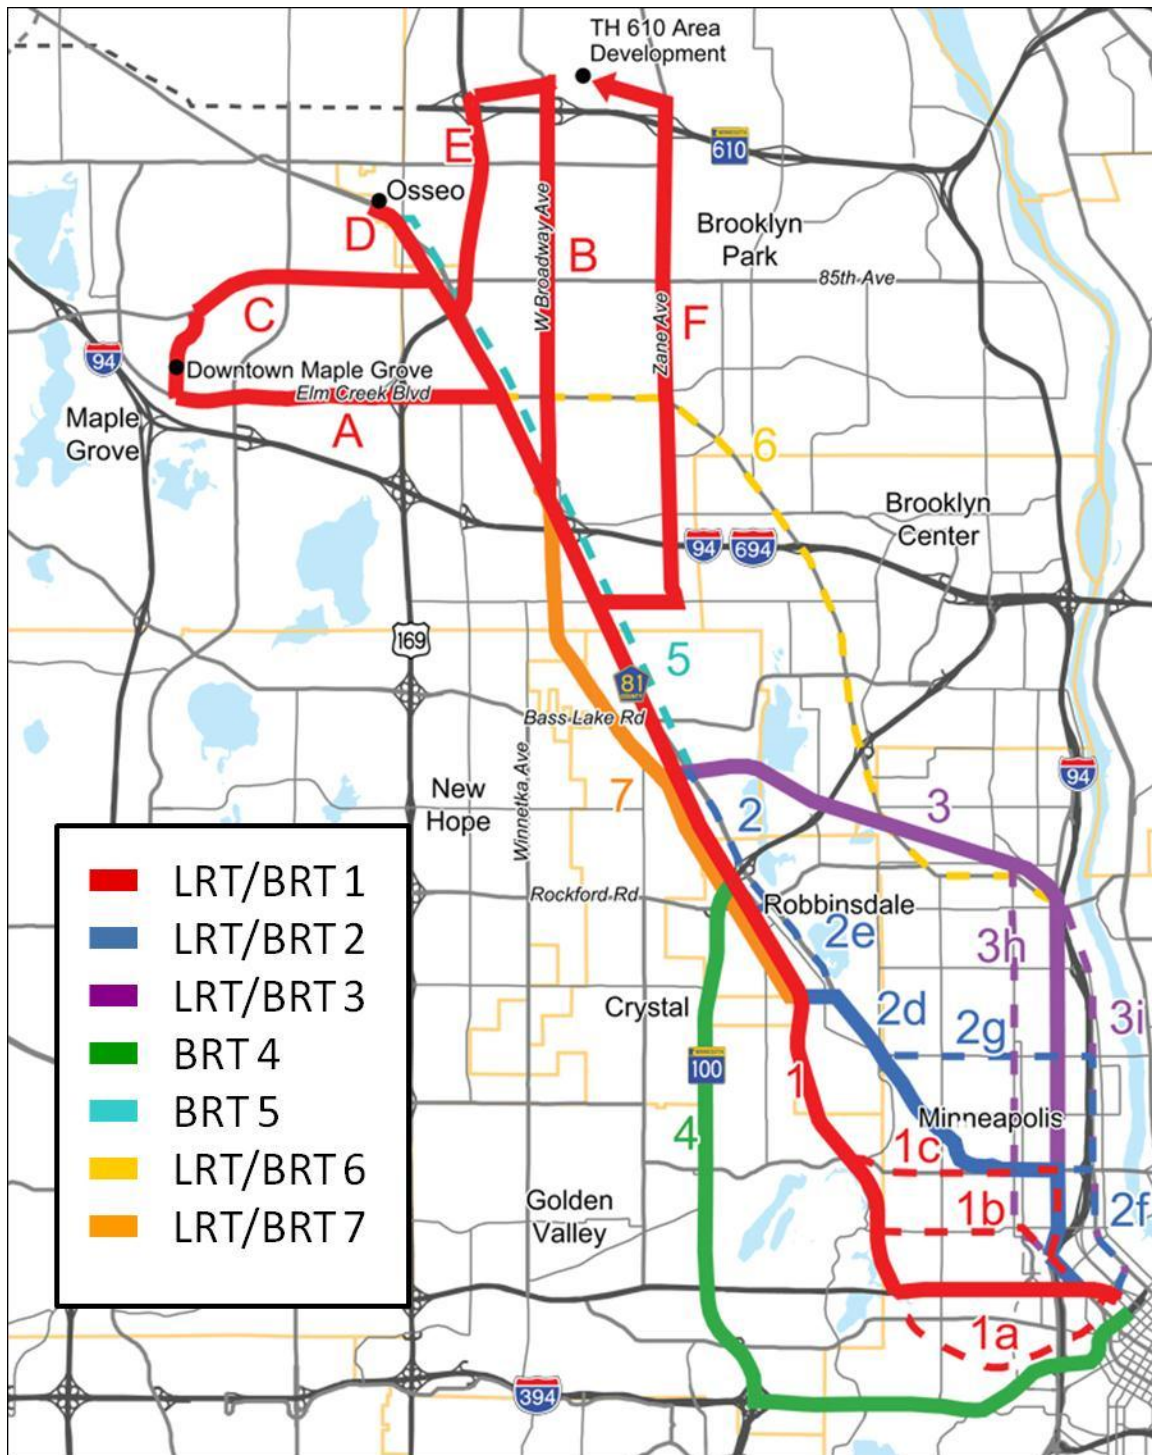 TH 610 Area
Development
E
610
Osseo
D
W Broadway Ave
B
Brooklyn
Park
85th Ave
C
Zane Ave
F
94
Downtown Maple Grove
Elm Creek Blvd
Maple
Grove
A
6
Brooklyn
Center
94
694
169
5
81
COUNTY
Bass Lake Rd
Winnetka Ave
94
New
Hope
7
2
3
Rockford Rd
Robbinsdale
2e
3h
Crystal
2d
2g
3i
100
1
4
Minneapolis
1c
Golden
Valley
1b
2f
1a
394
LRT/BRT 1
LRT/BRT 2
LRT/BRT 3
BRT 4
BRT 5
LRT/BRT 6
LRT/BRT 7